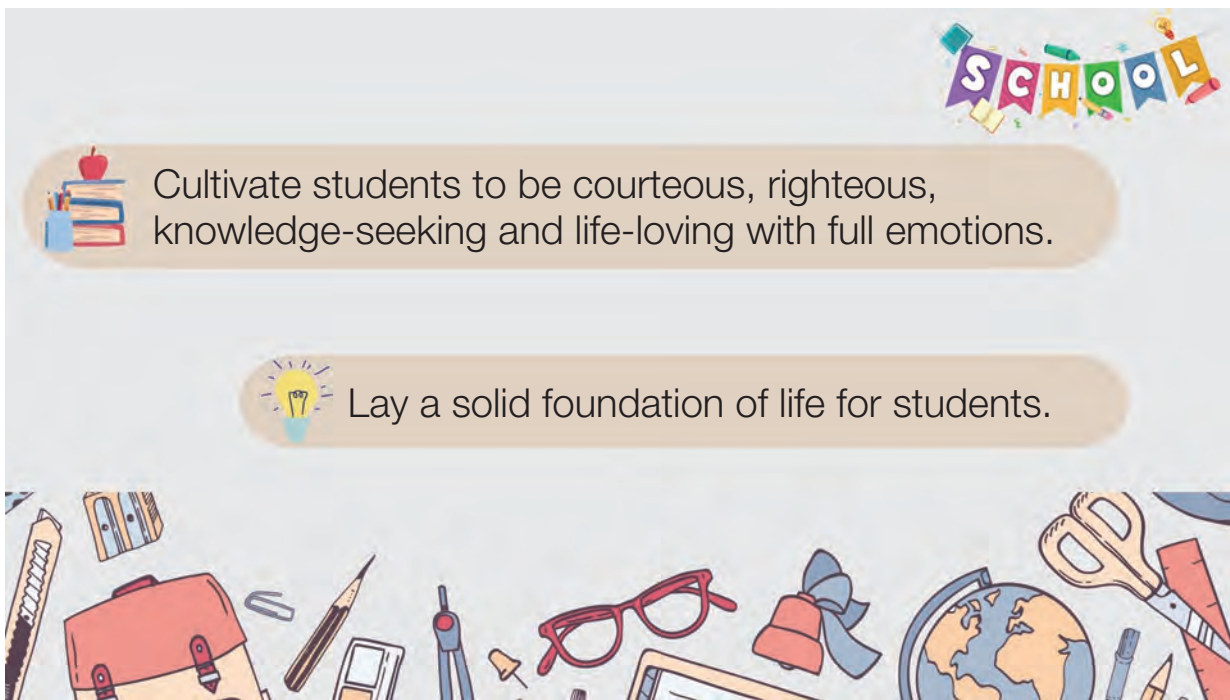 SCHOOL
Cultivate students to be courteous, righteous,
knowledge-seeking and life-loving with full emotions.
Lay a solid foundation of life for students.